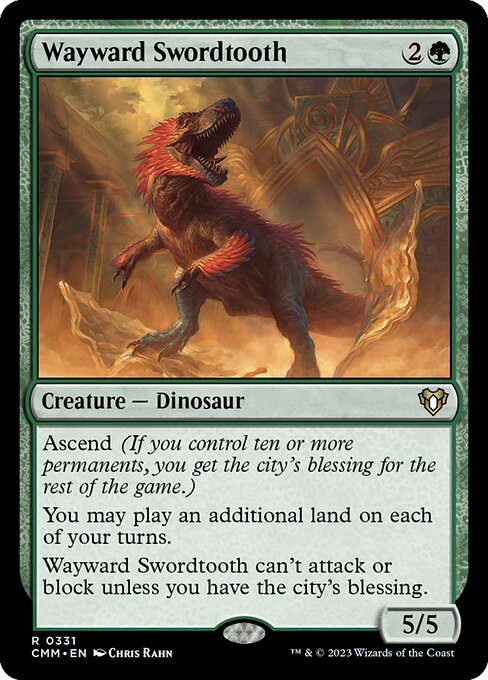 Wayward Swordtooth 2
Creature — Dinosaur
Ascend (If you control ten or more
permanents, you get the city's blessing for the
rest of the game.)
You may play an additional land on each
of your turns.
Wayward Swordtooth can't attack or
block unless you have the city's blessing.
5/5
R 0331
CMM • EN Chris Rahn
™ & © 2023 Wizards of the Coast